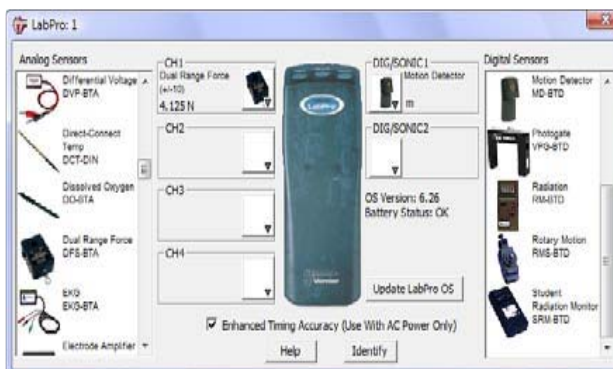 LabPro: 1
Analog Sensors
Differential Voltage
DVP-BTA
Direct-Connect
Temp
DCT-DIN
Dissolved Oxygen
DO-BTA
Dual Range Force
DFS-BTA
EKG
EKG-BTA
Electrode Amplifier
CH1
Dual Range Force
(+/-10)
4.125 N
CH2
CH3
CH4
LabPro
Vernier
DIG/SONIC1
Motion Detector
m
DIG/SONIC2
OS Version: 6.26
Battery Status: OK
Update LabPro OS
Enhanced Timing Accuracy (Use With AC Power Only)
Help
Identify
Digital Sensors
Motion Detector
MD-BTD
Photogate
VPG-BTD
Radiation
RM-BTD
Rotary Motion
RMS-BTD
Student
Radiation Monitor
SRM-BTD